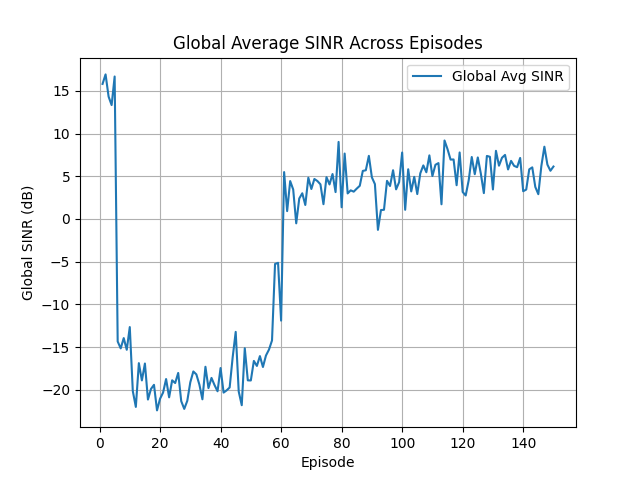 Global Average SINR Across Episodes
Global Avg SINR
Global SINR (dB)
15
10
5
0
−5
−10
−15
−20
0 20 40 60 80 100 120 140
Episode